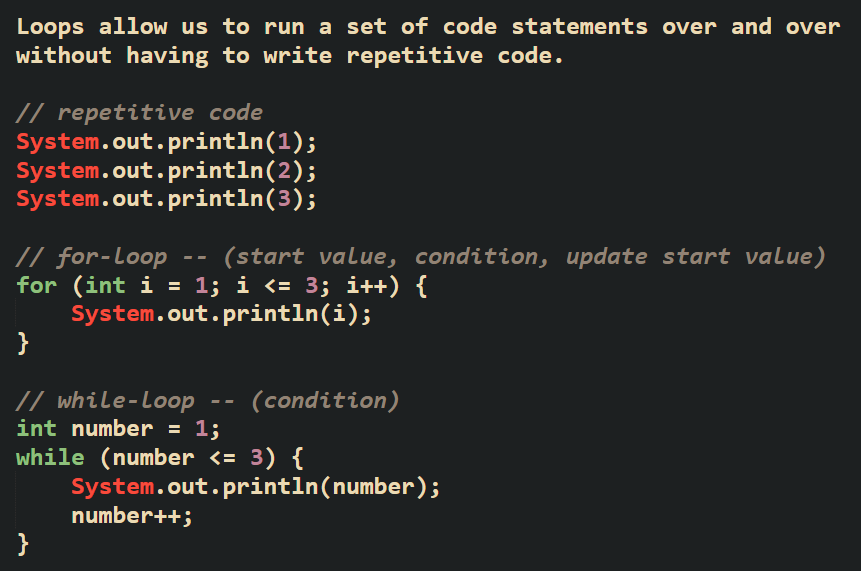 Loops allow us to run a set of code statements over and over
without having to write repetitive code.

// repetitive code
System.out.println(1);
System.out.println(2);
System.out.println(3);

// for-loop -- (start value, condition, update start value)
for (int i = 1; i <= 3; i++) {
    System.out.println(i);
}

// while-loop -- (condition)
int number = 1;
while (number <= 3) {
    System.out.println(number);
    number++;
}